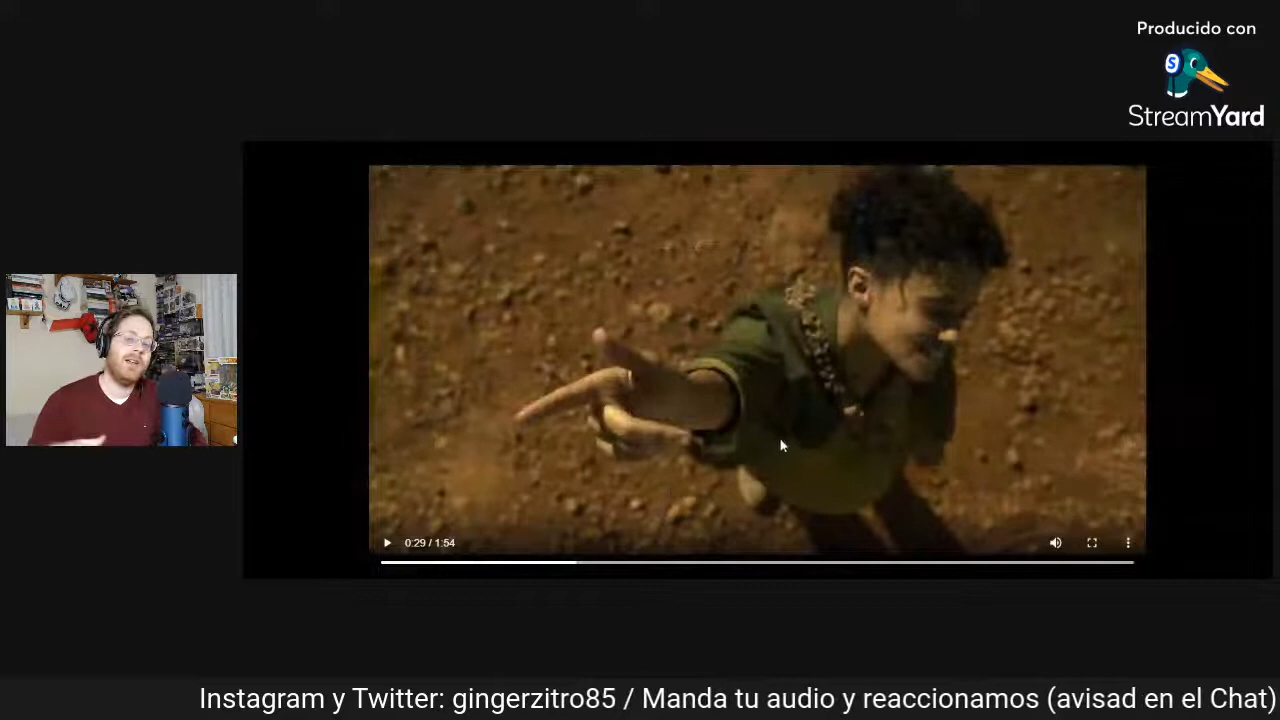 Producido con
S
StreamYard
0:29 / 1:54
Instagram y Twitter: gingerzitro85 / Manda tu audio y reaccionamos (avisad en el Chat)